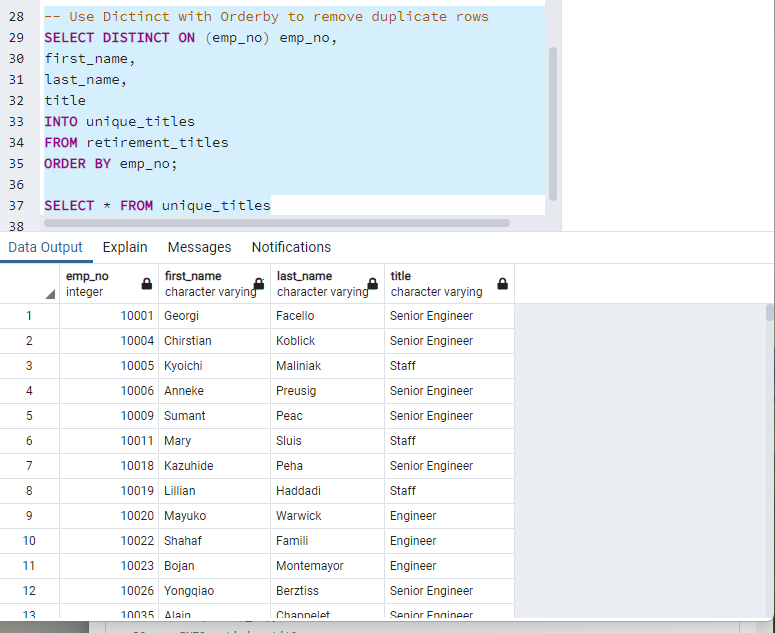 28 -- Use Dictinct with Orderby to remove duplicate rows
29 SELECT DISTINCT ON (emp_no) emp_no,
30 first_name,
31 last_name,
32 title
33 INTO unique_titles
34 FROM retirement_titles
35 ORDER BY emp_no;
36
37 SELECT * FROM unique_titles
38
Data Output Explain Messages Notifications
emp_no first_name last_name title
integer character varying character varying character varying
1 10001 Georgi Facello Senior Engineer
2 10004 Chirstian Koblick Senior Engineer
3 10005 Kyoichi Maliniak Staff
4 10006 Anneke Preusig Senior Engineer
5 10009 Sumant Peac Senior Engineer
6 10011 Mary Sluis Staff
7 10018 Kazuhide Peha Senior Engineer
8 10019 Lillian Haddadi Staff
9 10020 Mayuko Warwick Engineer
10 10022 Shahaf Famili Engineer
11 10023 Bojan Montemayor Engineer
12 10026 Yongqiao Berztiss Senior Engineer
13 10035 Alain Chappelet Senior Engineer